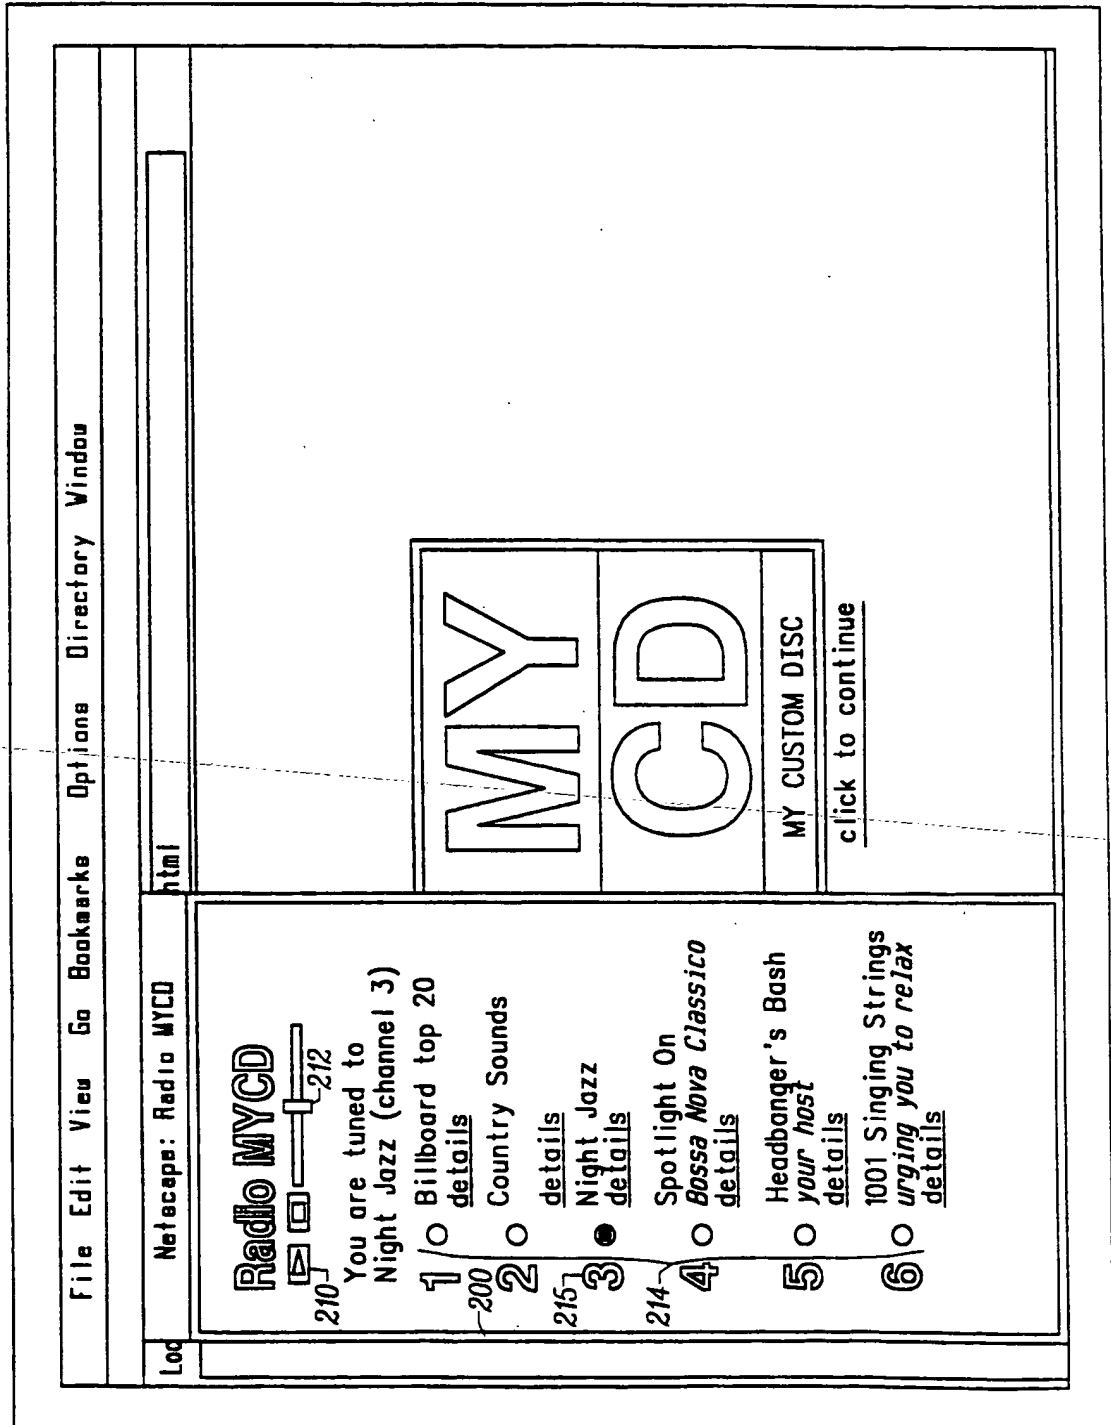 File Edit View Go Bookmarks Options Directory Window
Netscape: Radio MYCD
Loc
html
Radio MYCD
210
212
You are tuned to
Night Jazz (channel 3)
1 Billboard top 20
details
200
2 Country Sounds
details
215
3 Night Jazz
details
214
4 Spotlight On
Bossa Nova Classico
details
5 Headbanger's Bash
your host
details
6 1001 Singing Strings
urging you to relax
details
MY
CD
MY CUSTOM DISC
click to continue